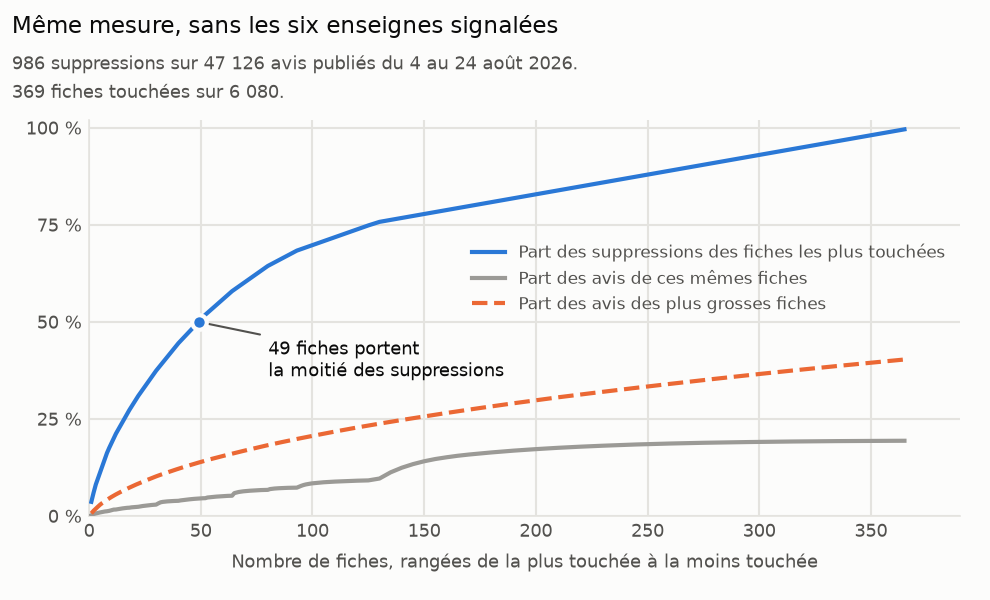 Même mesure, sans les six enseignes signalées
986 suppressions sur 47 126 avis publiés du 4 au 24 août 2026.
369 fiches touchées sur 6 080.
100 %
75 %
50 %
25 %
0 %
Part des suppressions des fiches les plus touchées
Part des avis de ces mêmes fiches
Part des avis des plus grosses fiches
49 fiches portent
la moitié des suppressions
0 50 100 150 200 250 300 350
Nombre de fiches, rangées de la plus touchée à la moins touchée